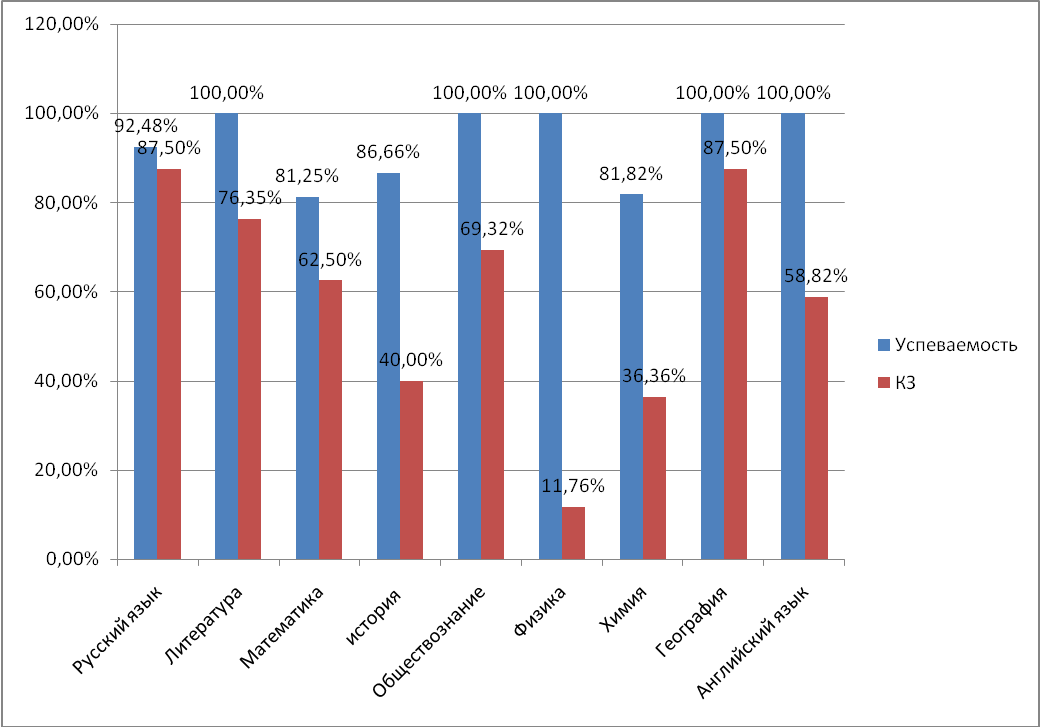 120,00%
100,00%
80,00%
60,00%
40,00%
20,00%
0,00%
92,48%
87,50%
100,00%
76,35%
81,25%
62,50%
86,66%
40,00%
100,00%
69,32%
100,00%
11,76%
81,82%
36,36%
100,00%
87,50%
100,00%
58,82%
Русский язык
Литература
Математика
история
Обществознание
Физика
Химия
География
Английский язык
Успеваемость
КЗ